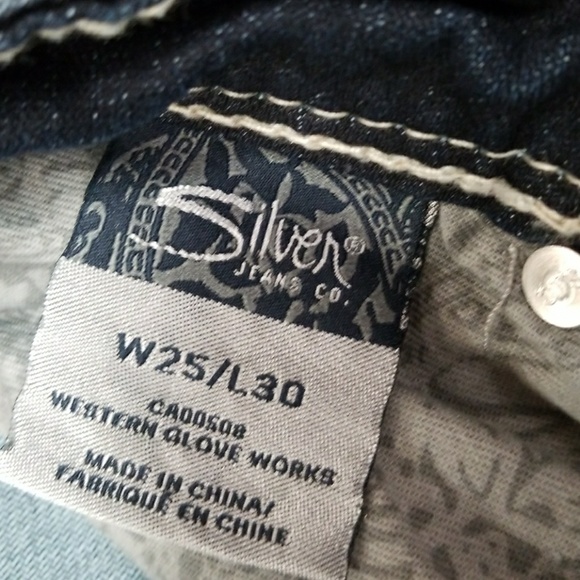 Silver®
JEANS CO.
W25/L30
CA00508
WESTERN GLOVE WORKS
MADE IN CHINA/
FABRIQUÉ EN CHINE